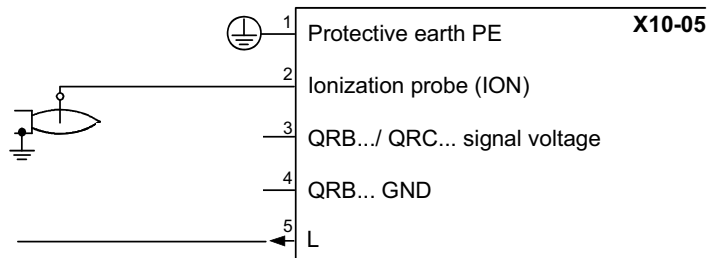 X10-05
1 Protective earth PE
2 Ionization probe (ION)
3 QRB.../ QRC... signal voltage
4 QRB... GND
5 L